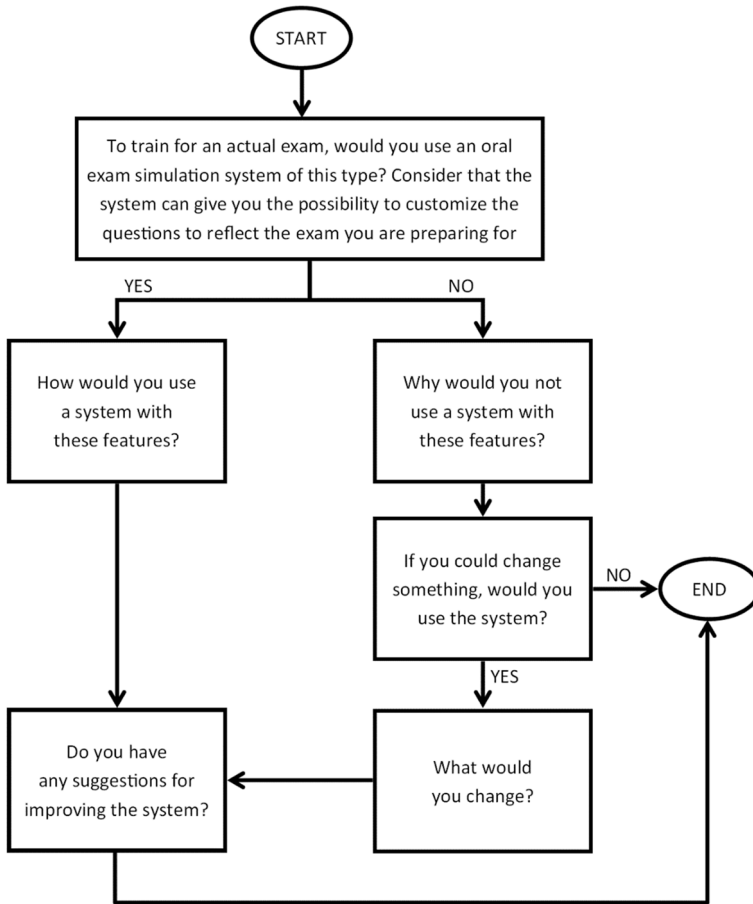 START
To train for an actual exam, would you use an oral
exam simulation system of this type? Consider that the
system can give you the possibility to customize the
questions to reflect the exam you are preparing for
YES
NO
How would you use
a system with
these features?
Why would you not
use a system with
these features?
If you could change
something, would you
use the system?
NO
END
YES
Do you have
any suggestions for
improving the system?
What would
you change?